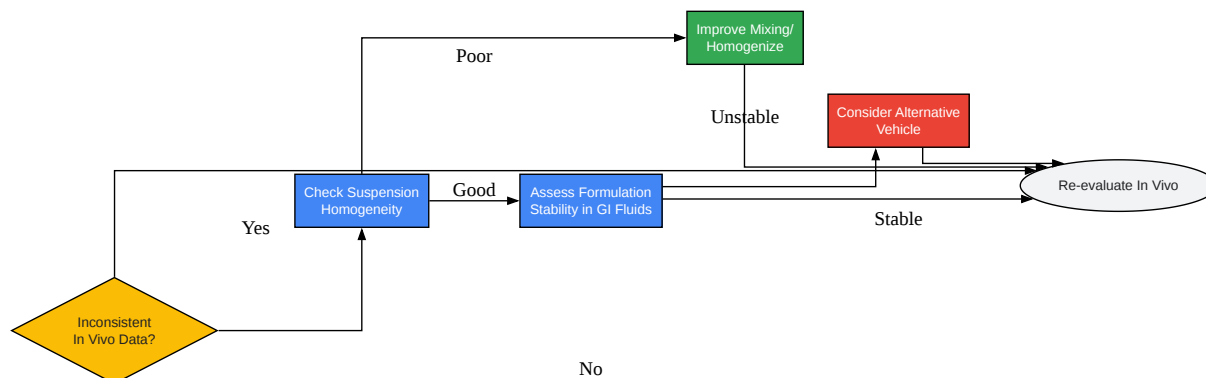 Improve Mixing/
Homogenize
Poor
Unstable
Consider Alternative
Vehicle
Check Suspension
Homogeneity
Good
Assess Formulation
Stability in GI Fluids
Re-evaluate In Vivo
Stable
Yes
Inconsistent
In Vivo Data?
No